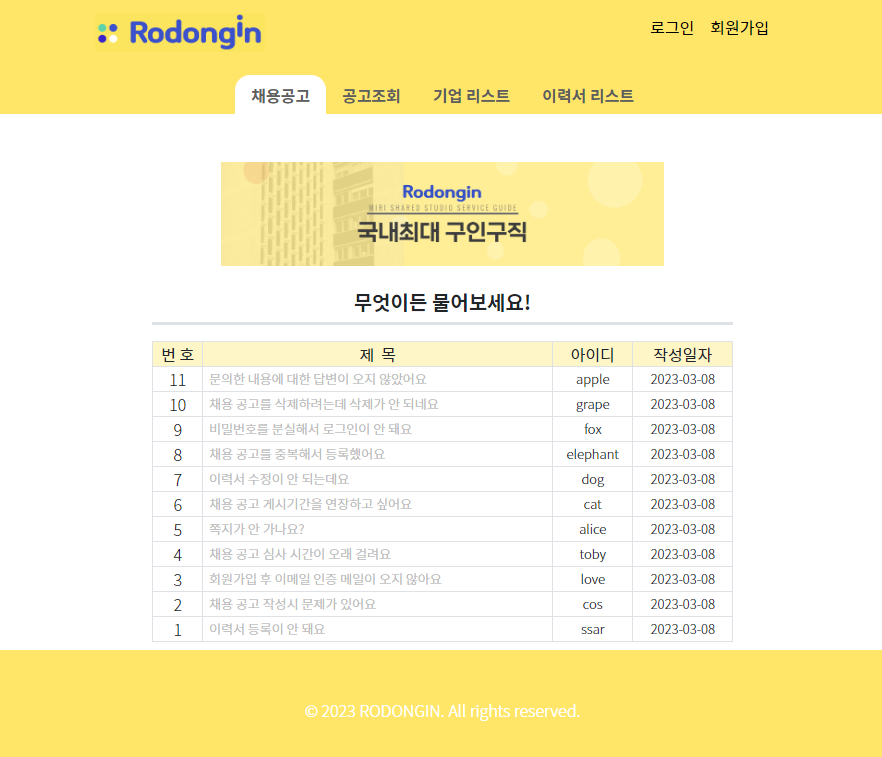 Rodongin
로그인 회원가입
채용공고 공고조회 기업 리스트 이력서 리스트
Rodongin
MIRI SHARED STUDIO SERVICE GUIDE
국내최대 구인구직
무엇이든 물어보세요!
번 호 제 목 아이디 작성일자
11 문의한 내용에 대한 답변이 오지 않았어요 apple 2023-03-08
10 채용 공고를 삭제하려는데 삭제가 안 되네요 grape 2023-03-08
9 비밀번호를 분실해서 로그인이 안 돼요 fox 2023-03-08
8 채용 공고를 중복해서 등록했어요 elephant 2023-03-08
7 이력서 수정이 안 되는데요 dog 2023-03-08
6 채용 공고 게시기간을 연장하고 싶어요 cat 2023-03-08
5 쪽지가 안 가나요? alice 2023-03-08
4 채용 공고 심사 시간이 오래 걸려요 toby 2023-03-08
3 회원가입 후 이메일 인증 메일이 오지 않아요 love 2023-03-08
2 채용 공고 작성시 문제가 있어요 cos 2023-03-08
1 이력서 등록이 안 돼요 ssar 2023-03-08
© 2023 RODONGIN. All rights reserved.